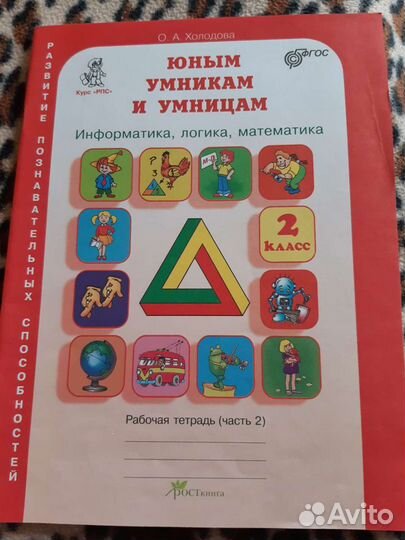 О. А. Холодова
ЮНЫМ
УМНИКАМ
И УМНИЦАМ
Курс «РПС»
ФГОС
Информатика, логика, математика
РАЗВИТИЕ ПОЗНАВАТЕЛЬНЫХ СПОСОБНОСТЕЙ
?
3
М-Д
2
КЛАСС
Рабочая тетрадь (часть 2)
РОСТкнига
Avito